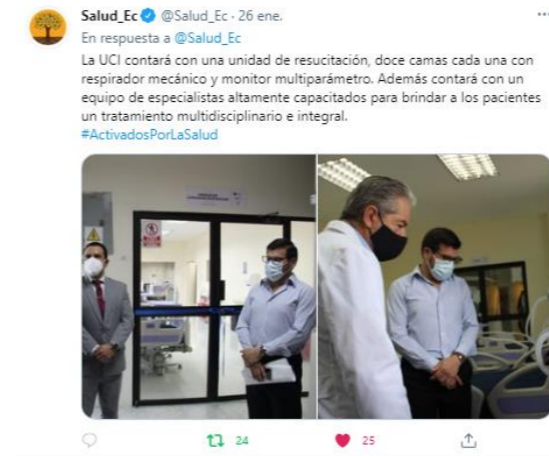 Salud_Ec @Salud_Ec · 26 ene.
En respuesta a @Salud_Ec
La UCI contará con una unidad de resucitación, doce camas cada una con
respirador mecánico y monitor multiparámetro. Además contará con un
equipo de especialistas altamente capacitados para brindar a los pacientes
un tratamiento multidisciplinario e integral.
#ActivadosPorLaSalud
24 25